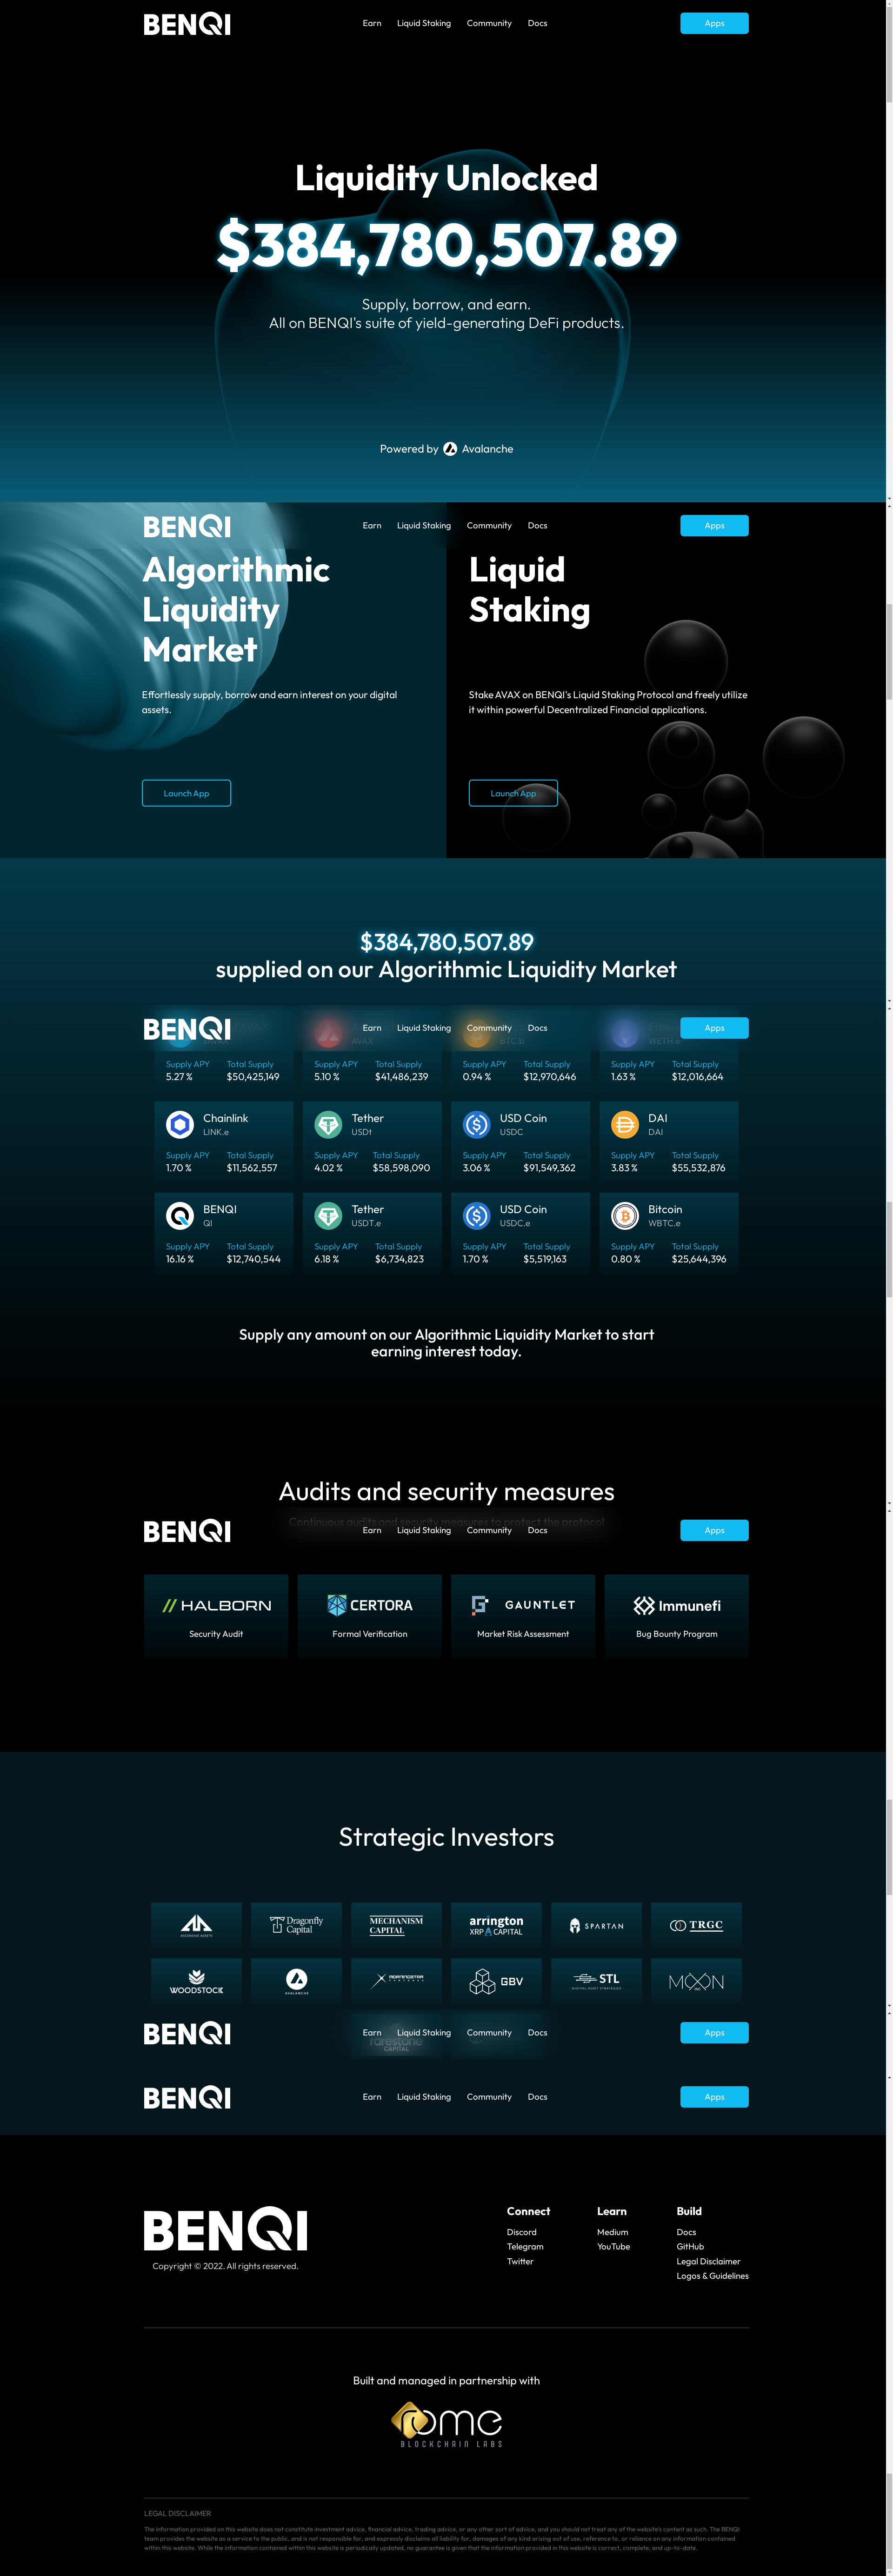 BENQI
Earn Liquid Staking Community Docs
Apps
Liquidity Unlocked
$384,780,507.89
Supply, borrow, and earn.
All on BENQI's suite of yield-generating DeFi products.
Powered by Avalanche
BENQI
Earn Liquid Staking Community Docs
Apps
Algorithmic
Liquidity
Market
Effortlessly supply, borrow and earn interest on your digital
assets.
Launch App
Liquid
Staking
Stake AVAX on BENQI's Liquid Staking Protocol and freely utilize
it within powerful Decentralized Financial applications.
Launch App
$384,780,507.89
supplied on our Algorithmic Liquidity Market
BENQI
Earn Liquid Staking Community Docs
Apps
AVAX BTC.b WETH.e
Supply APY Total Supply Supply APY Total Supply Supply APY Total Supply Supply APY Total Supply
5.27 % $50,425,149 5.10 % $41,486,239 0.94 % $12,970,646 1.63 % $12,016,664
Chainlink Tether USD Coin DAI
LINK.e USDt USDC DAI
Supply APY Total Supply Supply APY Total Supply Supply APY Total Supply Supply APY Total Supply
1.70 % $11,562,557 4.02 % $58,598,090 3.06 % $91,549,362 3.83 % $55,532,876
BENQI Tether USD Coin Bitcoin
QI USDT.e USDC.e WBTC.e
Supply APY Total Supply Supply APY Total Supply Supply APY Total Supply Supply APY Total Supply
16.16 % $12,740,544 6.18 % $6,734,823 1.70 % $5,519,163 0.80 % $25,644,396
Supply any amount on our Algorithmic Liquidity Market to start
earning interest today.
Audits and security measures
Continuous audits and security measures to protect the protocol
BENQI
Earn Liquid Staking Community Docs
Apps
HALBORN CERTORA GAUNTLET Immunefi
Security Audit Formal Verification Market Risk Assessment Bug Bounty Program
Strategic Investors
ASCENSIVE ASSETS
Dragonfly
Capital
MECHANISM
CAPITAL
arrington
XRP CAPITAL
SPARTAN
TRGC
WOODSTOCK
AVALANCHE
MORNINGSTAR
VENTURES
GBV
STL
DIGITAL ASSET STRATEGIES
MOON
BENQI
Earn Liquid Staking Community Docs
Apps
rarestone
CAPITAL
BENQI
Earn Liquid Staking Community Docs
Apps
BENQI
Copyright © 2022. All rights reserved.
Connect
Discord
Telegram
Twitter
Learn
Medium
YouTube
Build
Docs
GitHub
Legal Disclaimer
Logos & Guidelines
Built and managed in partnership with
rome
BLOCKCHAIN LABS
LEGAL DISCLAIMER
The information provided on this website does not constitute investment advice, financial advice, trading advice, or any other sort of advice, and you should not treat any of the website's content as such. The BENQI
team provides the website as a service to the public, and is not responsible for, and expressly disclaims all liability for, damages of any kind arising out of use, reference to, or reliance on any information contained
within this website. While the information contained within this website is periodically updated, no guarantee is given that the information provided in this website is correct, complete, and up-to-date.